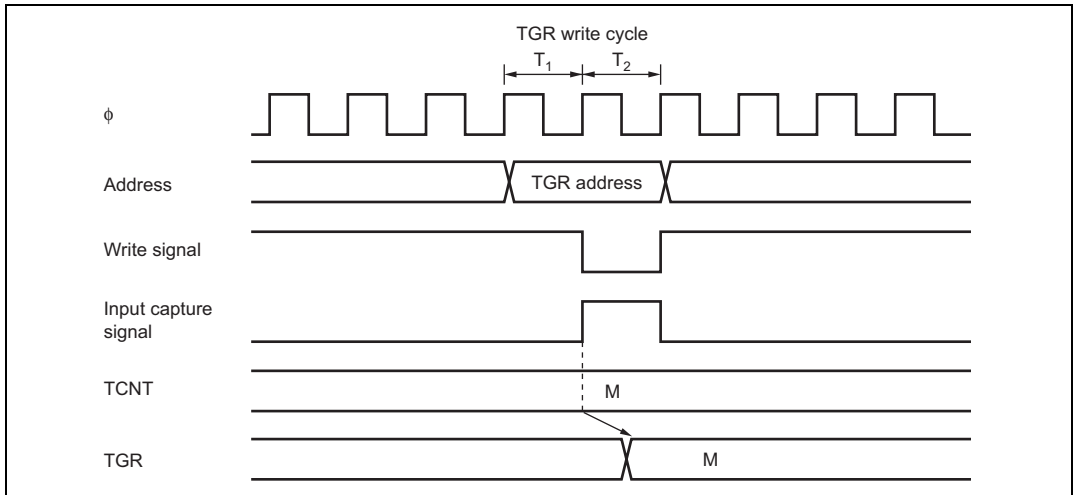 TGR write cycle
T₁ T₂
ϕ
Address
TGR address
Write signal
Input capture
signal
TCNT
M
TGR
M